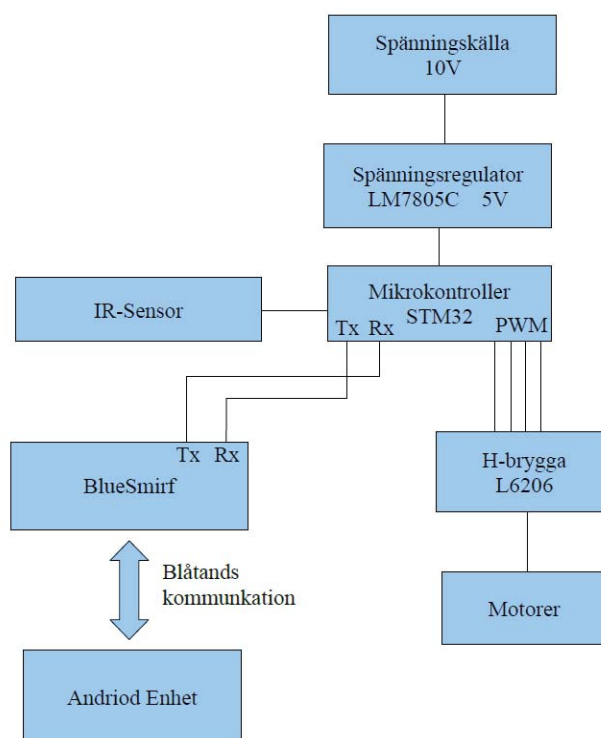 Spänningskälla
10V
Spänningsregulator
LM7805C 5V
IR-Sensor
Mikrokontroller
STM32
Tx Rx PWM
Tx Rx
BlueSmirf
H-brygga
L6206
Blåtands
kommunkation
Motorer
Andriod Enhet